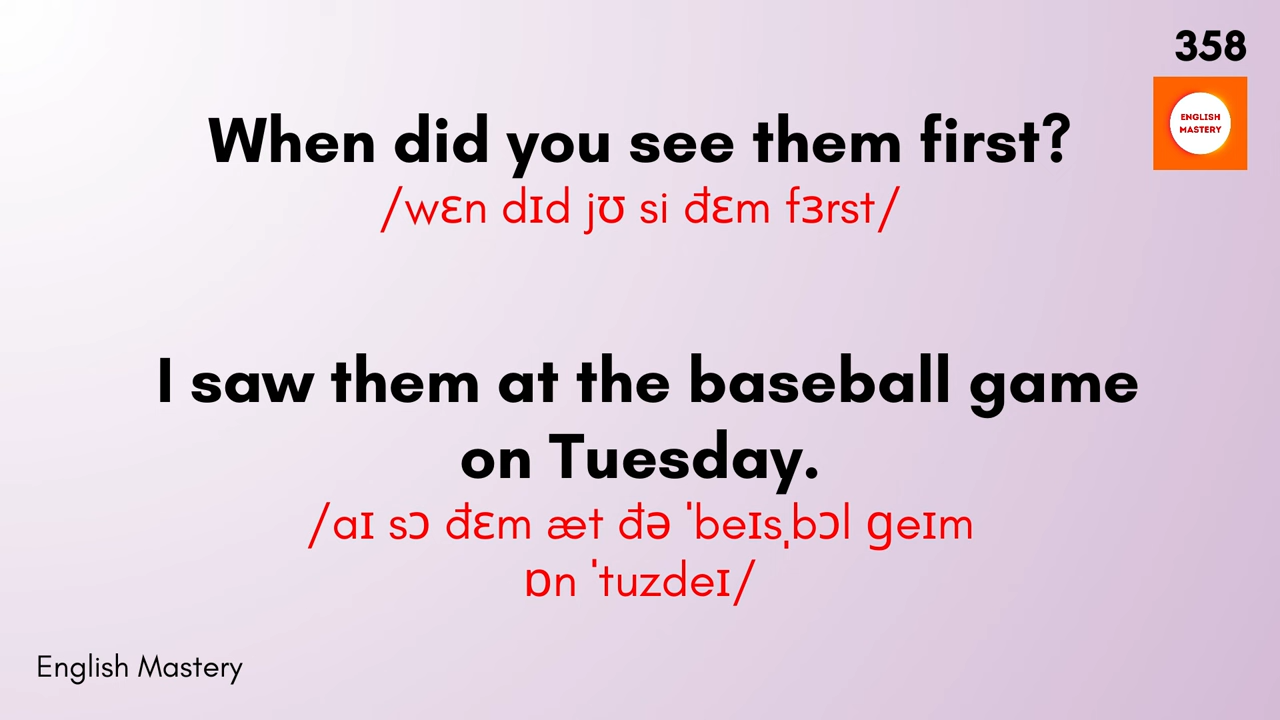 358
ENGLISH
MASTERY
When did you see them first?
/wɛn dɪd jʊ si đɛm fɜrst/
I saw them at the baseball game
on Tuesday.
/aɪ sɔ đɛm æt đə ˈbeɪsˌbɔl geɪm
ɒn ˈtuzdeɪ/
English Mastery